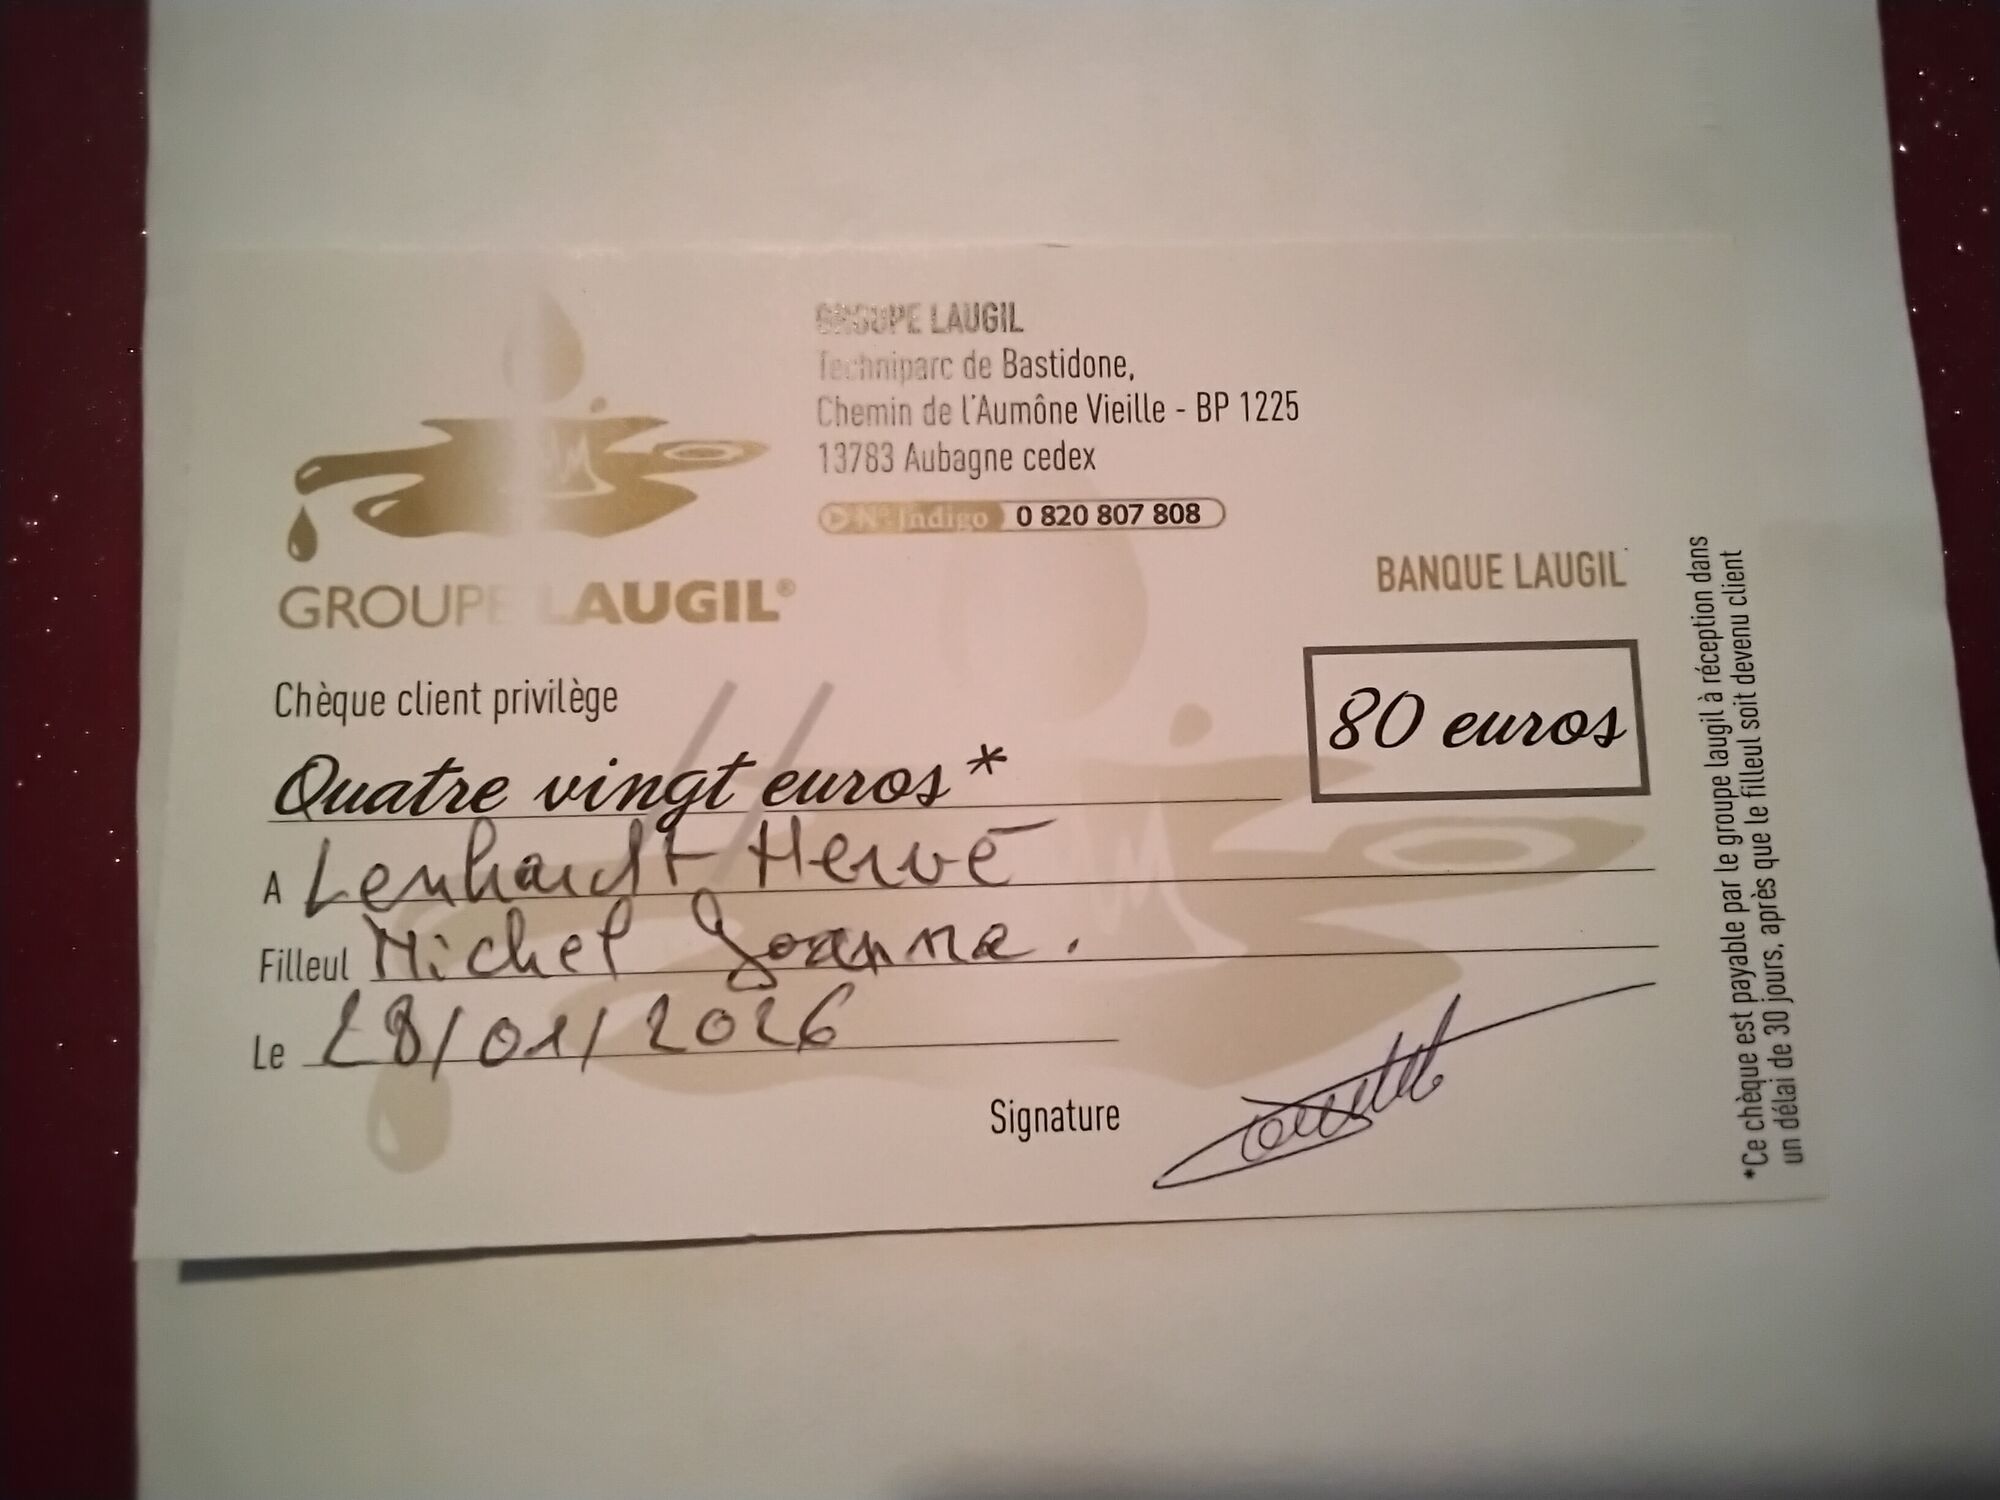 GROUPE LAUGIL
Techniparc de Bastidone,
Chemin de l'Aumône Vieille - BP 1225
13783 Aubagne cedex
N° Indigo 0 820 807 808
GROUPE LAUGIL®
BANQUE LAUGIL
Chèque client privilège
80 euros
Quatre vingt euros*
A Lenhardt Hervé
Filleul Michel Joanna.
Le 28/01/2026
Signature
*Ce chèque est payable par le groupe laugil à réception dans
un délai de 30 jours, après que le filleul soit devenu client